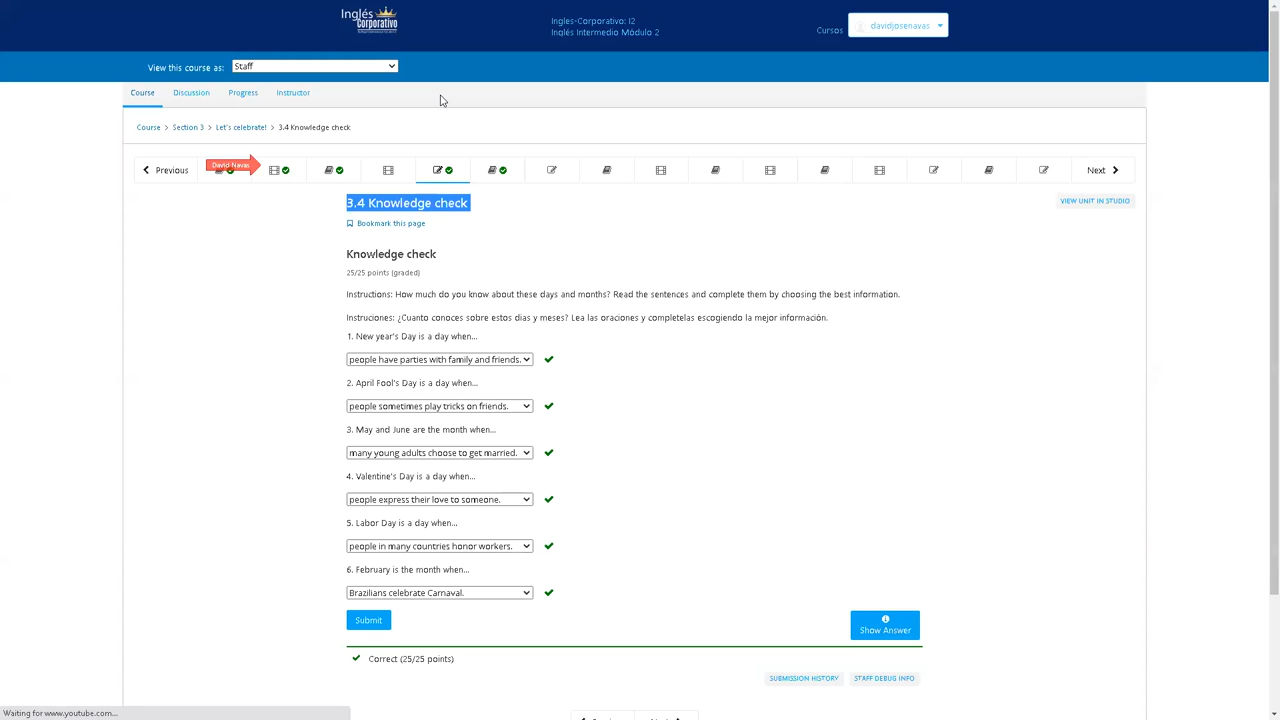 Inglés
Corporativo
Ingles-Corporativo: I2
Inglés Intermedio Módulo 2
Cursos
davidjosenavas
View this course as:
Staff
Course
Discussion
Progress
Instructor
Course > Section 3 > Let's celebrate! > 3.4 Knowledge check
Previous
David Navas
Next
3.4 Knowledge check
VIEW UNIT IN STUDIO
Bookmark this page
Knowledge check
25/25 points (graded)
Instructions: How much do you know about these days and months? Read the sentences and complete them by choosing the best information.
Instruciones: ¿Cuanto conoces sobre estos dias y meses? Lea las oraciones y completelas escogiendo la mejor información.
1. New year's Day is a day when...
people have parties with family and friends.
2. April Fool's Day is a day when...
people sometimes play tricks on friends.
3. May and June are the month when...
many young adults choose to get married.
4. Valentine's Day is a day when...
people express their love to someone.
5. Labor Day is a day when...
people in many countries honor workers.
6. February is the month when...
Brazilians celebrate Carnaval.
Submit
Show Answer
Correct (25/25 points)
SUBMISSION HISTORY
STAFF DEBUG INFO
Waiting for www.youtube.com...